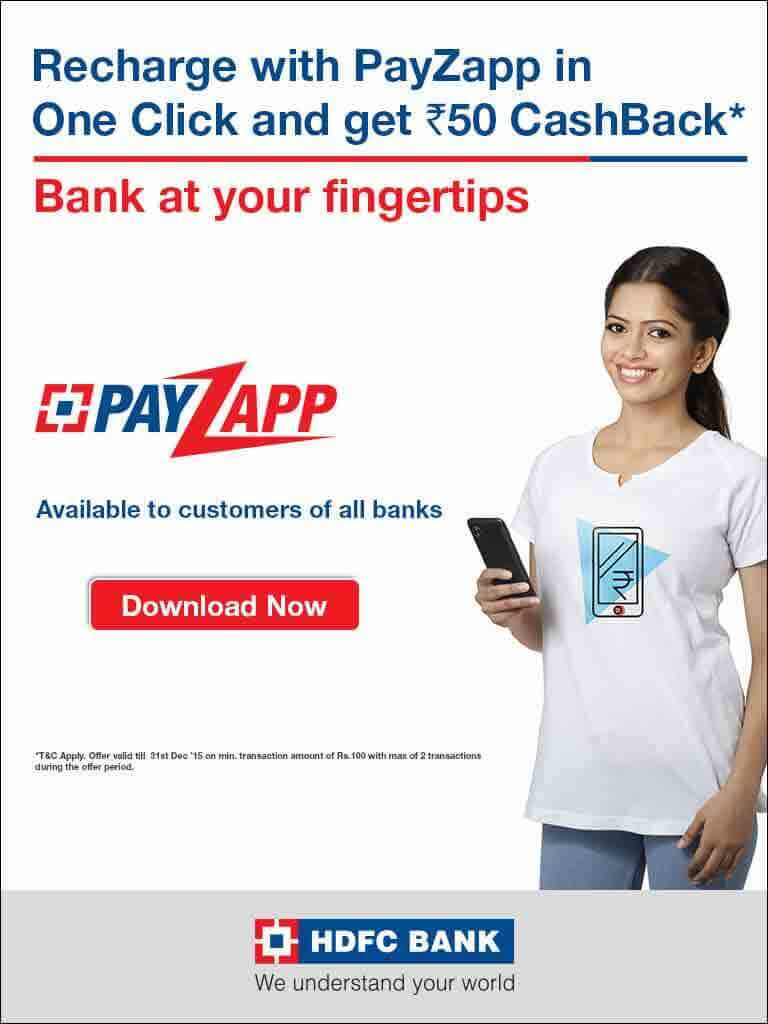 Recharge with PayZapp in
One Click and get ₹50 CashBack*
Bank at your fingertips
PAYZAPP
Available to customers of all banks
Download Now
₹
*T&C Apply. Offer valid till 31st Dec '15 on min. transaction amount of Rs.100 with max of 2 transactions
during the offer period.
HDFC BANK
We understand your world